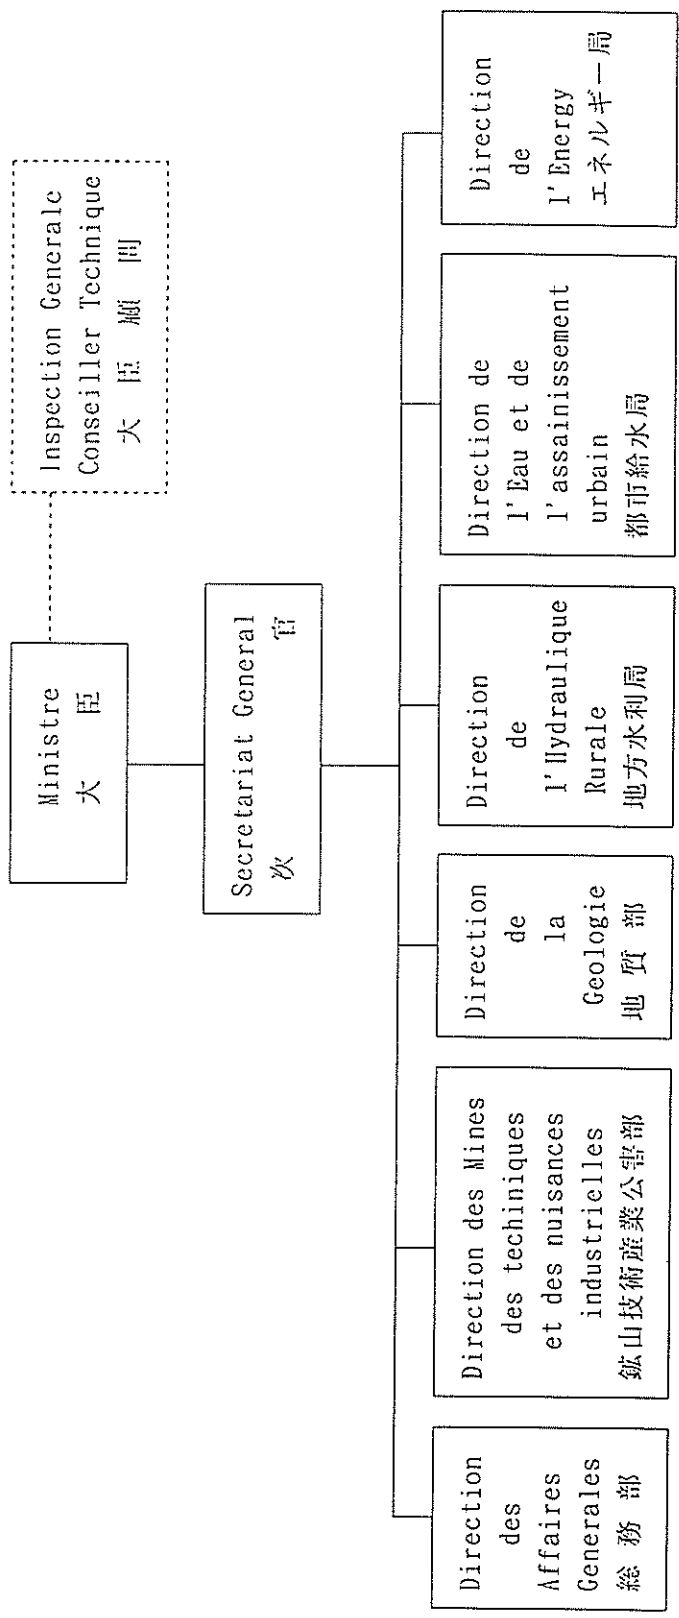 Ministre
大 臣
Inspection Generale
Conseiller Technique
大 臣 顧 問
Secretariat General
次 官
Direction
des
Affaires
Generales
総 務 部
Direction des Mines
des techiniques
et des nuisances
industrielles
鉱山技術産業公害部
Direction
de
la
Geologie
地 質 部
Direction
de
l'Hydraulique
Rurale
地方水利局
Direction de
l'Eau et de
l'assainissement
urbain
都市給水局
Direction
de
l'Energy
エネルギー局